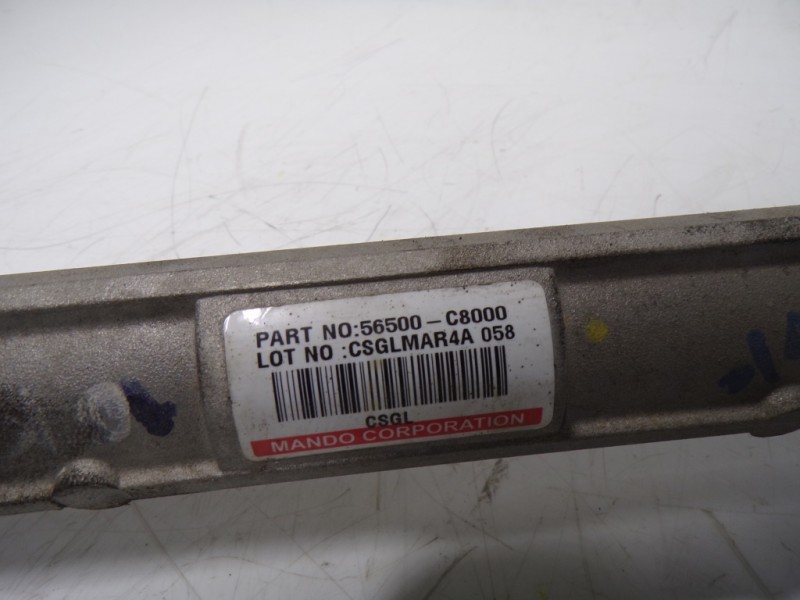 PART NO:56500-C8000
LOT NO :CSGLMAR4A 058
CSGL
MANDO CORPORATION